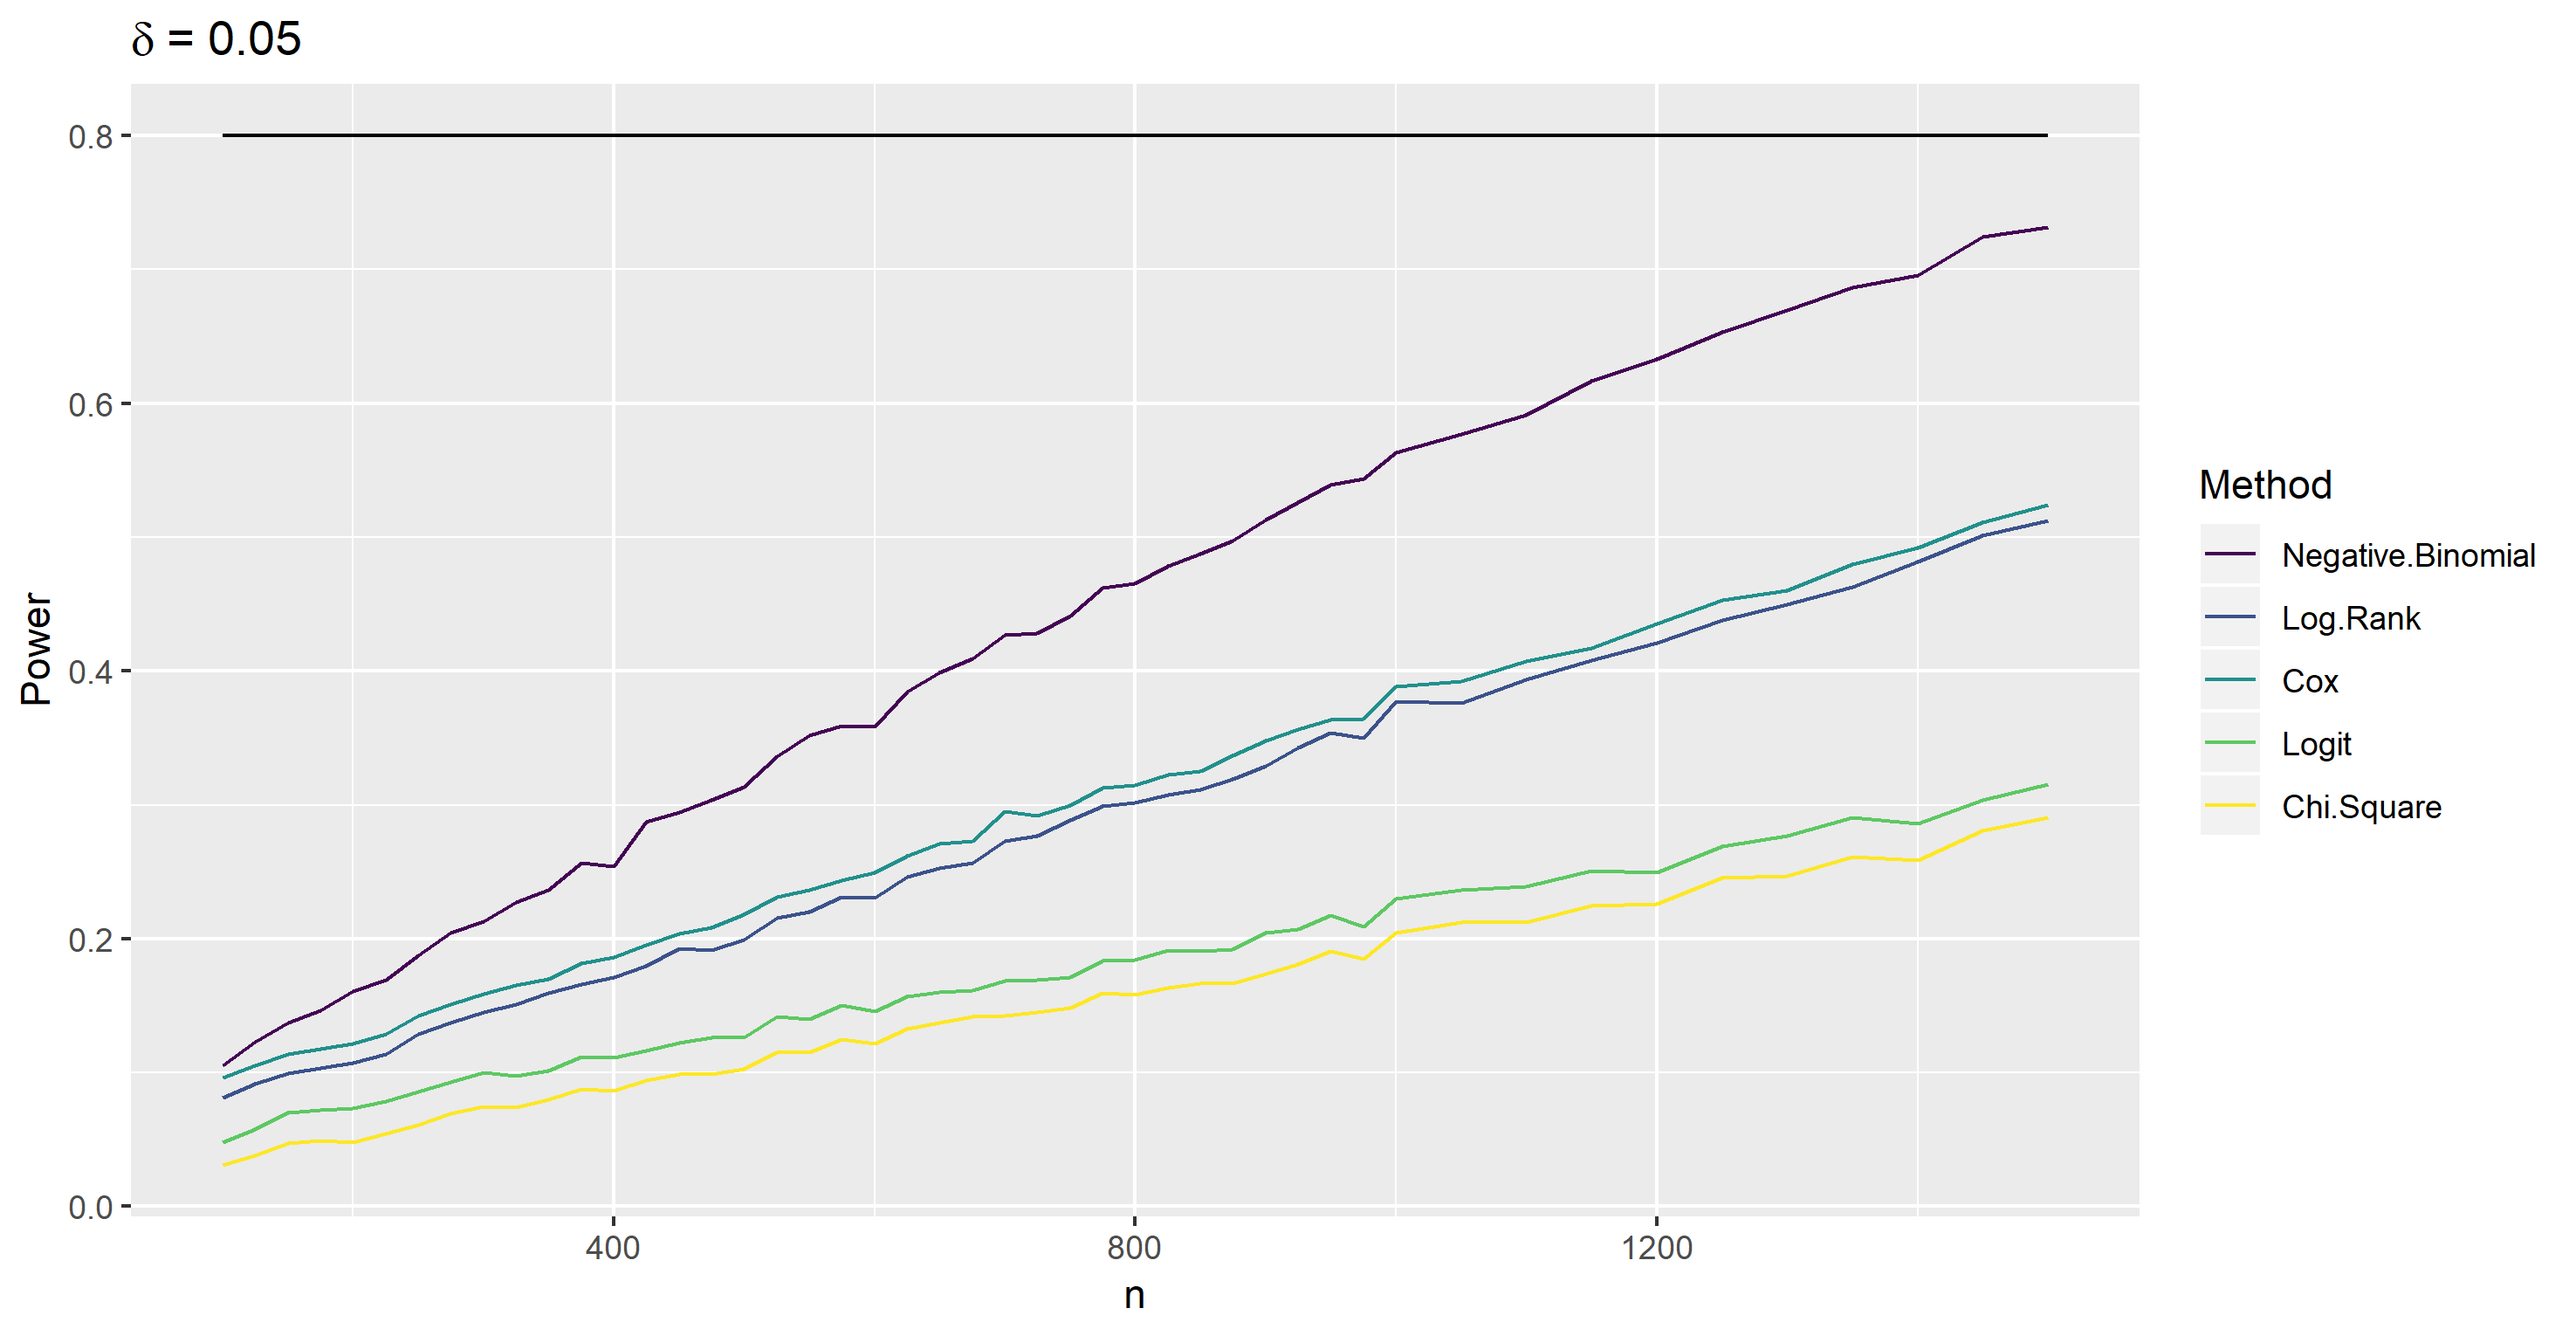 δ = 0.05
0.8
0.6
0.4
0.2
0.0
Power
400
800
1200
n
Method
Negative.Binomial
Log.Rank
Cox
Logit
Chi.Square